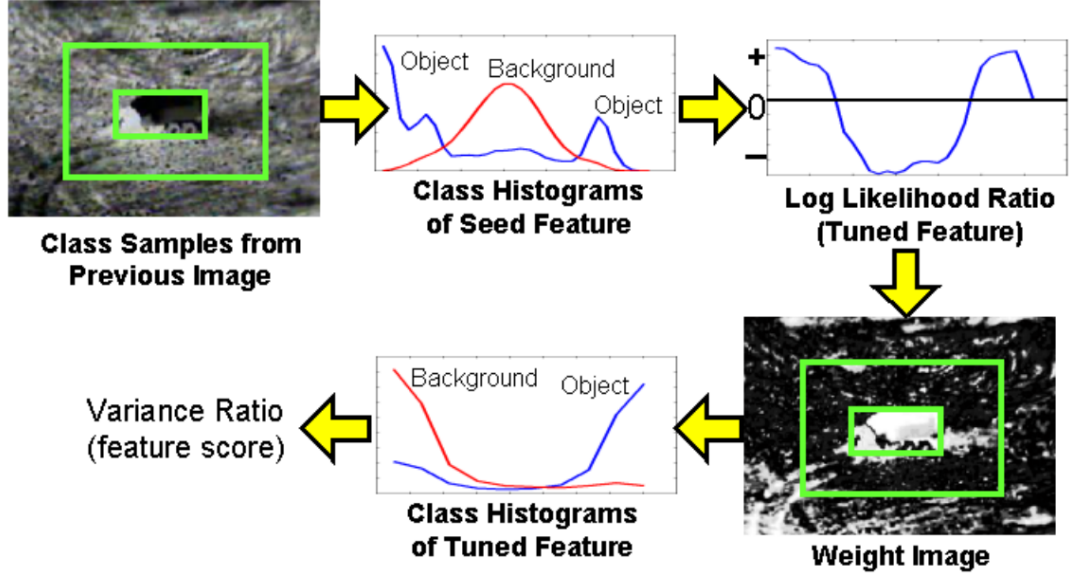 Object
Background
Object
+
0
−
Class Samples from
Previous Image
Class Histograms
of Seed Feature
Log Likelihood Ratio
(Tuned Feature)
Variance Ratio
(feature score)
Background
Object
Class Histograms
of Tuned Feature
Weight Image